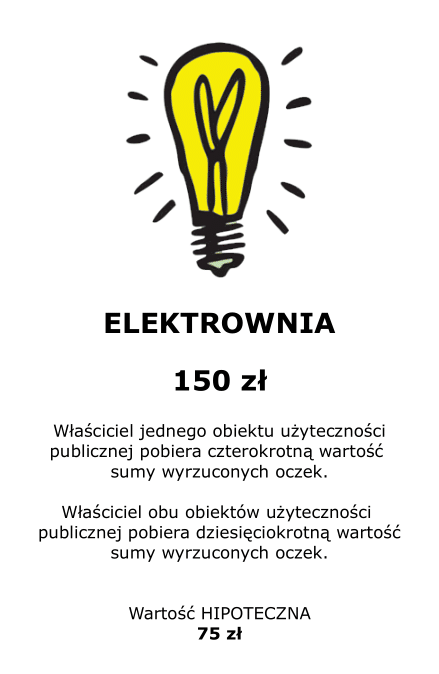 ELEKTROWNIA
150 zł
Właściciel jednego obiektu użyteczności
publicznej pobiera czterokrotną wartość
sumy wyrzuconych oczek.
Właściciel obu obiektów użyteczności
publicznej pobiera dziesięciokrotną wartość
sumy wyrzuconych oczek.
Wartość HIPOTECZNA
75 zł